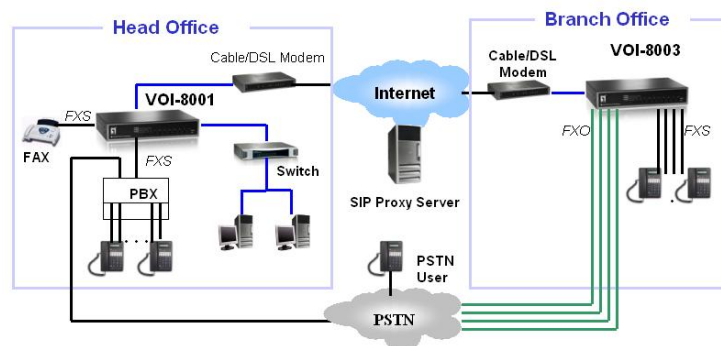 Head Office
Branch Office
Cable/DSL Modem
VOI-8001
FXS
FAX
FXS
PBX
Switch
Internet
SIP Proxy Server
Cable/DSL
Modem
VOI-8003
FXO
FXS
PSTN
User
PSTN